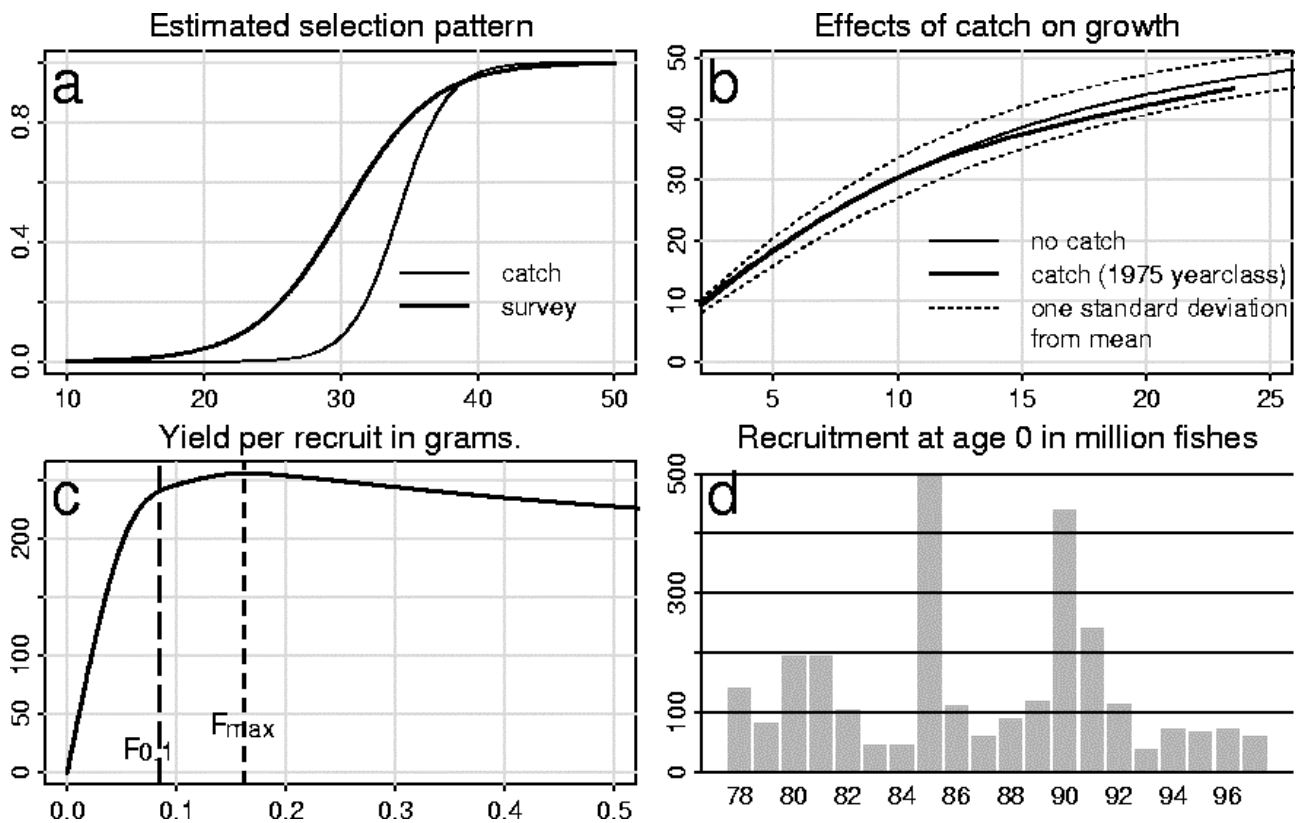 Estimated selection pattern
a
0.8
0.4
0.0
10 20 30 40 50
catch
survey
Effects of catch on growth
b
50
40
30
20
10
0
5 10 15 20 25
no catch
catch (1975 yearclass)
one standard deviation
from mean
Yield per recruit in grams.
c
200
100
50
0
0.0 0.1 0.2 0.3 0.4 0.5
F0.1
Fmax
Recruitment at age 0 in million fishes
d
500
300
100
0
78 80 82 84 86 88 90 92 94 96